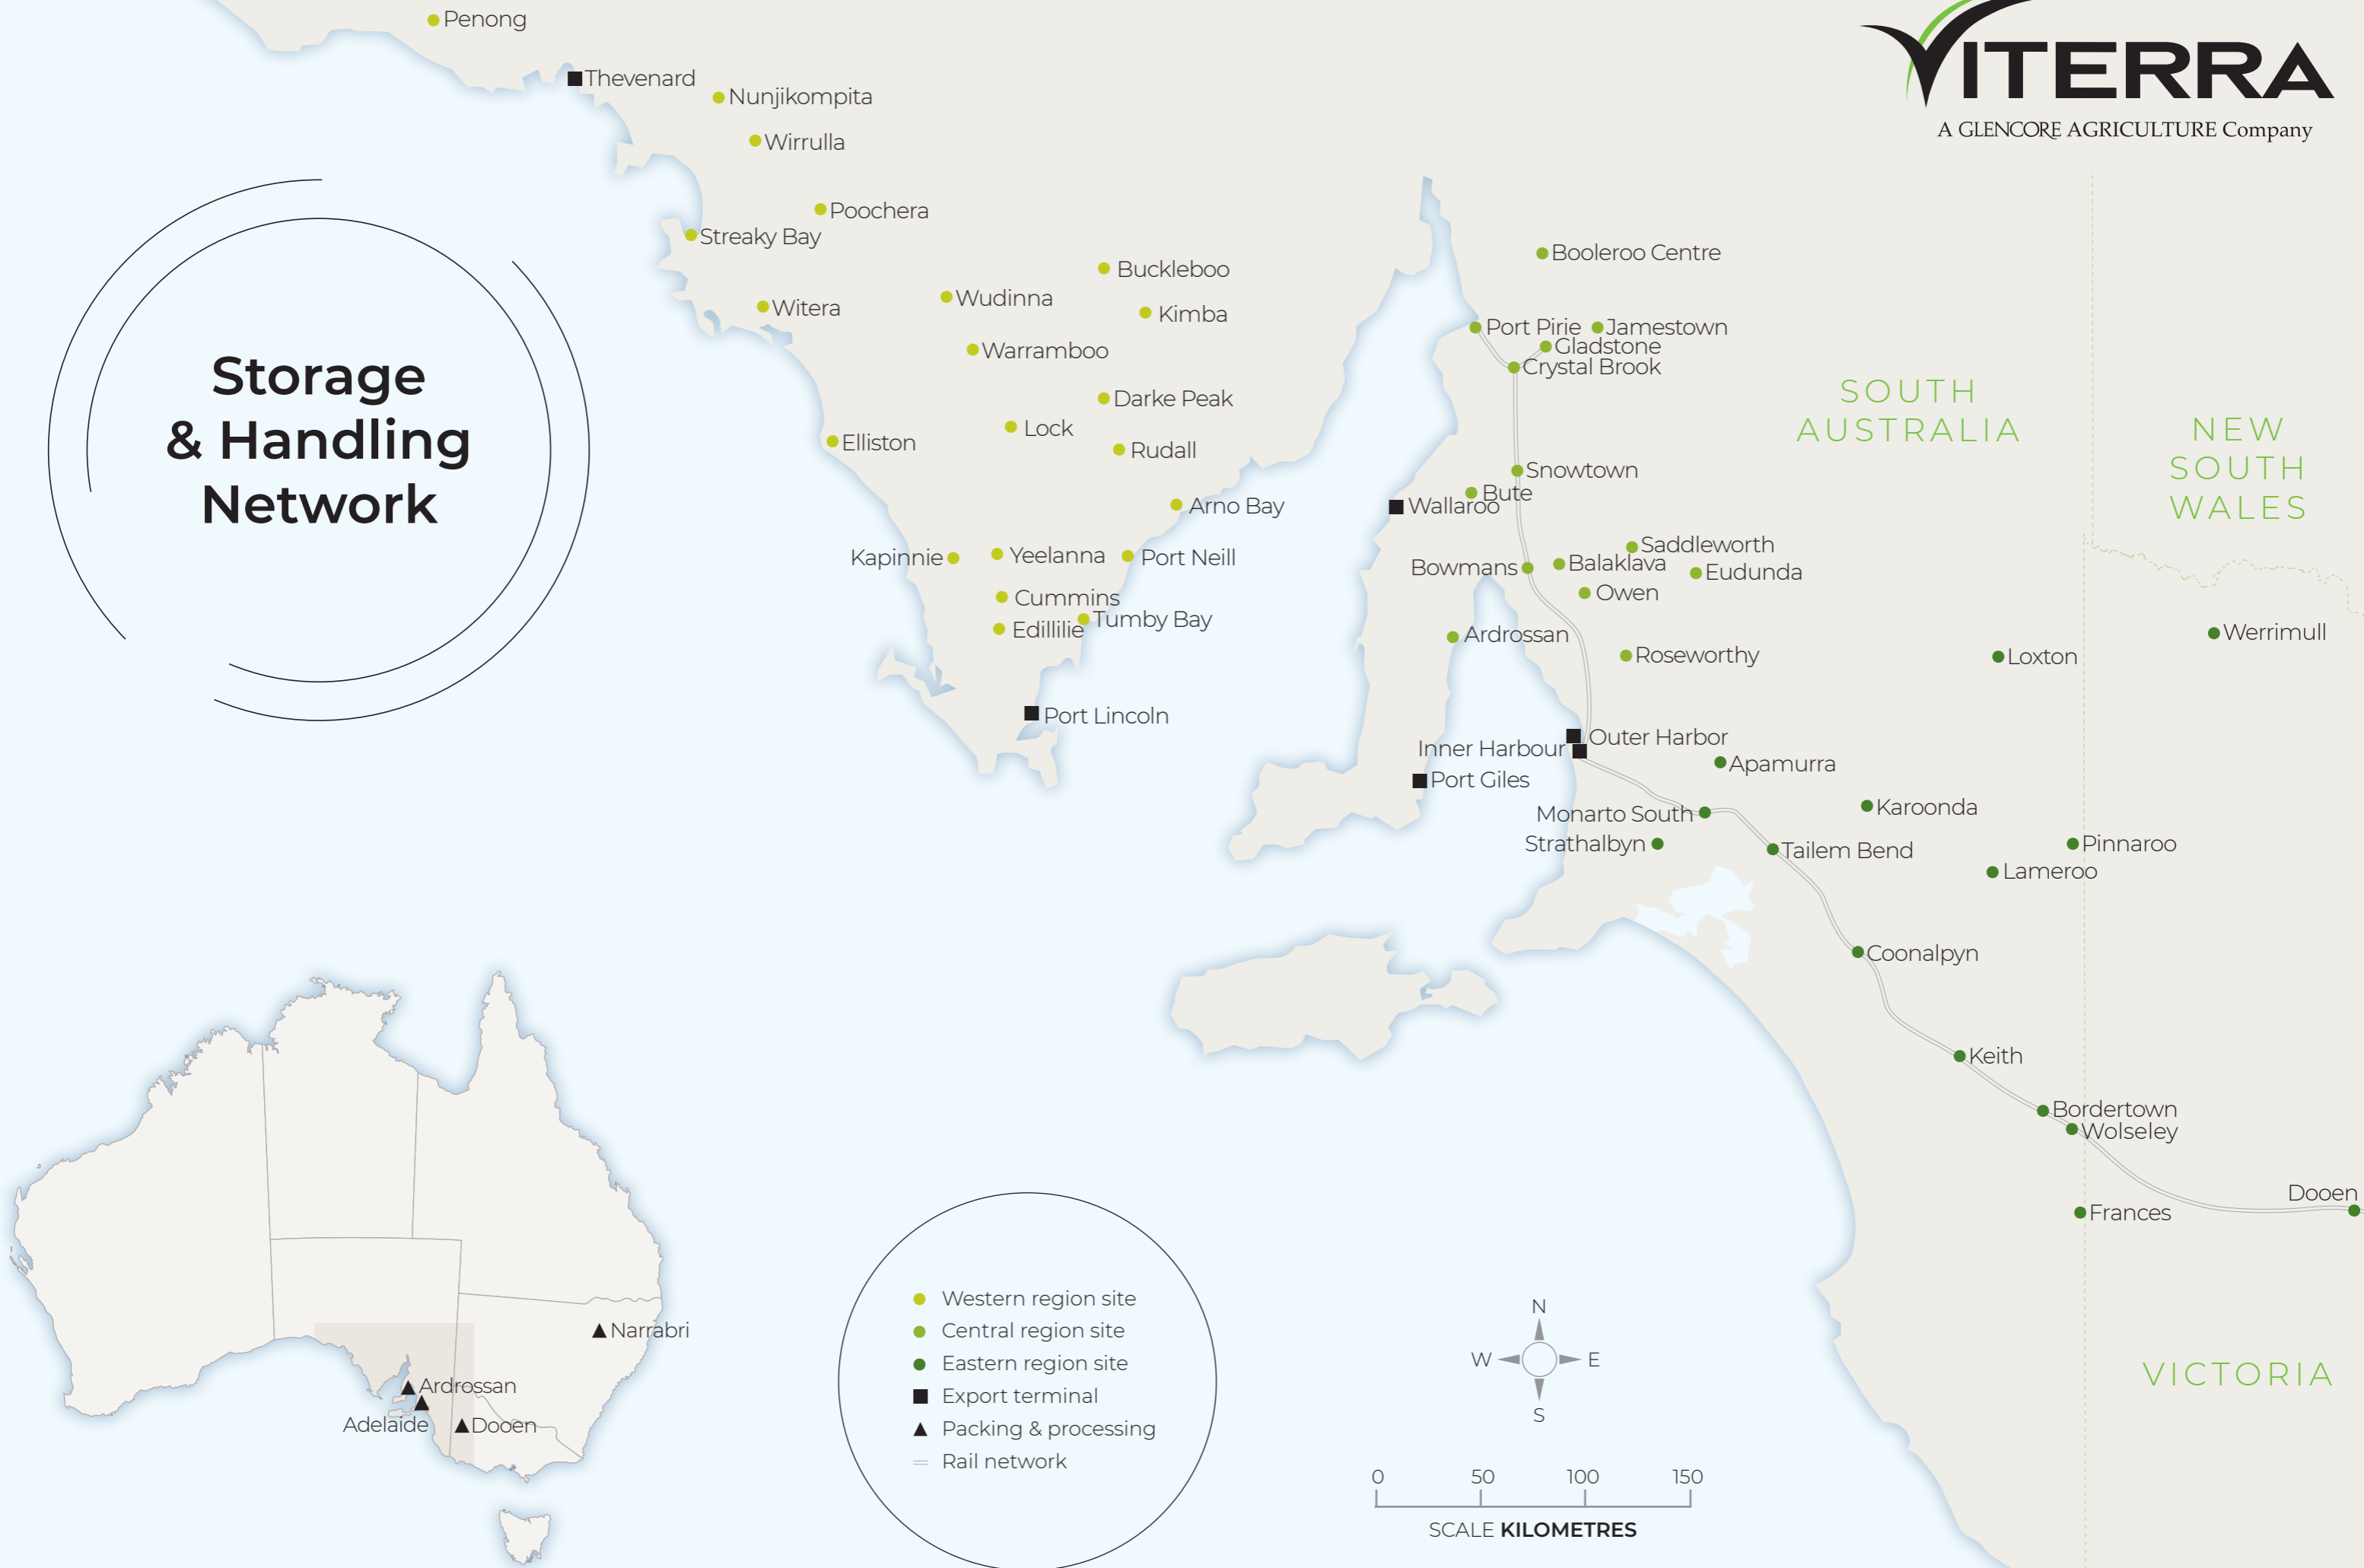 Penong
VITERRA
A GLENCORE AGRICULTURE Company
Thevenard
Nunjikompita
Wirrulla
Poochera
Streaky Bay
Booleroo Centre
Buckleboo
Wudinna
Witera
Kimba
Port Pirie
Jamestown
Gladstone
Warramboo
Crystal Brook
Storage
& Handling
Network
Darke Peak
SOUTH
AUSTRALIA
NEW
SOUTH
WALES
Lock
Elliston
Rudall
Snowtown
Bute
Arno Bay
Wallaroo
Kapinnie
Yeelanna
Port Neill
Saddleworth
Bowmans
Balaklava
Eudunda
Owen
Cummins
Tumby Bay
Edillilie
Ardrossan
Werrimull
Roseworthy
Loxton
Port Lincoln
Outer Harbor
Inner Harbour
Apamurra
Port Giles
Karoonda
Monarto South
Strathalbyn
Tailem Bend
Pinnaroo
Lameroo
Coonalpyn
Keith
Bordertown
Wolseley
Dooen
Frances
VICTORIA
Narrabri
Ardrossan
Adelaide
Dooen
Western region site
Central region site
Eastern region site
Export terminal
Packing & processing
Rail network
N
W E
S
0 50 100 150
SCALE KILOMETRES